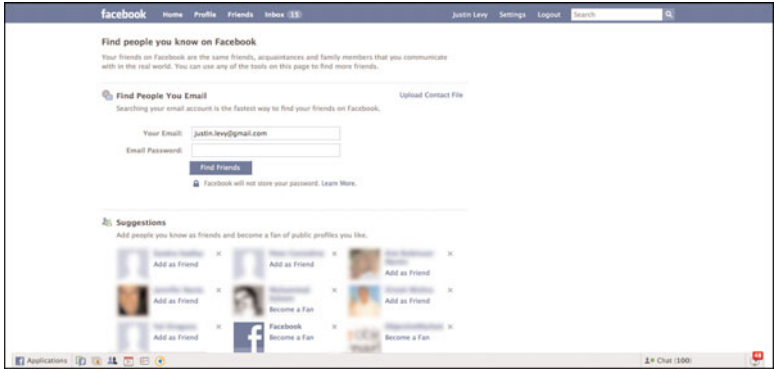 facebook Home Profile Friends Inbox 15 Justin Levy Settings Logout Search
Find people you know on Facebook
Your friends on Facebook are the same friends, acquaintances and family members that you communicate
with in the real world. You can use any of the tools on this page to find more friends.
Find People You Email Upload Contact File
Searching your email account is the fastest way to find your friends on Facebook.
Your Email: justin.levy@gmail.com
Email Password:
Find Friends
Facebook will not store your password. Learn More.
Suggestions
Add people you know as friends and become a fan of public profiles you like.
Add as Friend Add as Friend Add as Friend
Add as Friend Become a Fan Add as Friend
Facebook
Add as Friend Become a Fan Become a Fan
Applications Chat (100)